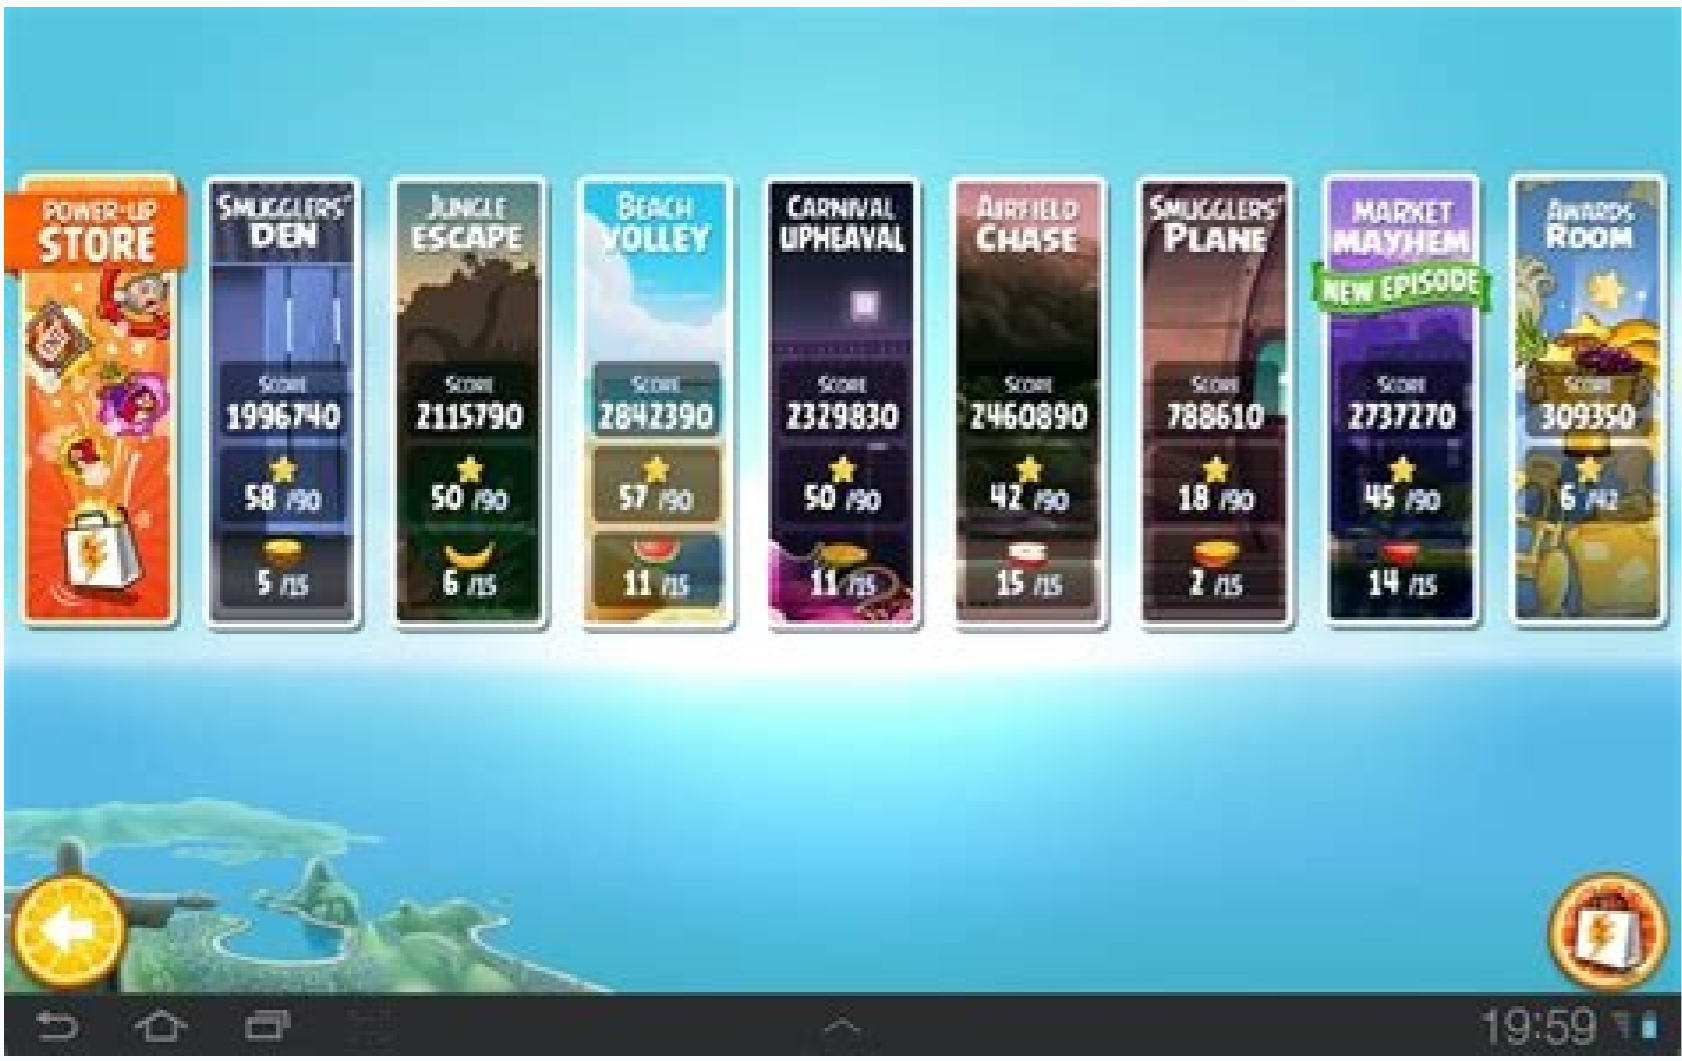 POWER-UP
STORE
SMUGGLERS'
DEN
SCORE
1996740
58 /90
5 /15
JUNGLE
ESCAPE
SCORE
2115790
50 /90
6 /15
BEACH
VOLLEY
SCORE
2842390
57 /90
11 /15
CARNIVAL
UPHEAVAL
SCORE
2329830
50 /90
11 /15
AIRFIELD
CHASE
SCORE
2460890
42 /90
15 /15
SMUGGLERS'
PLANE
SCORE
788610
18 /90
2 /15
MARKET
MAYHEM
NEW EPISODE
SCORE
2737270
45 /90
14 /15
AWARDS
ROOM
SCORE
309350
6 /42
19:59